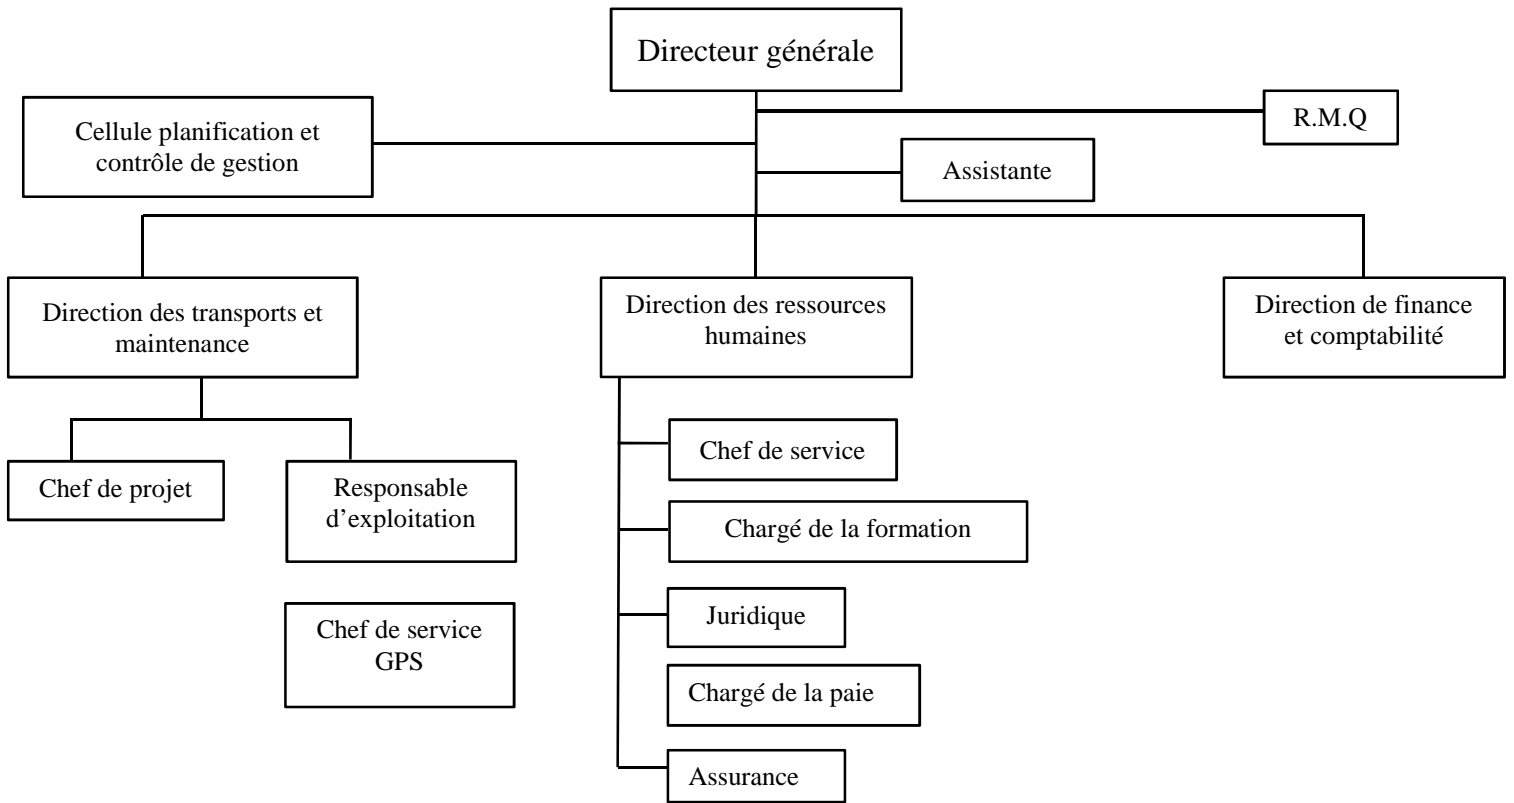 Directeur générale
Cellule planification et
contrôle de gestion
R.M.Q
Assistante
Direction des transports et
maintenance
Direction des ressources
humaines
Direction de finance
et comptabilité
Chef de projet
Responsable
d’exploitation
Chef de service
GPS
Chef de service
Chargé de la formation
Juridique
Chargé de la paie
Assurance